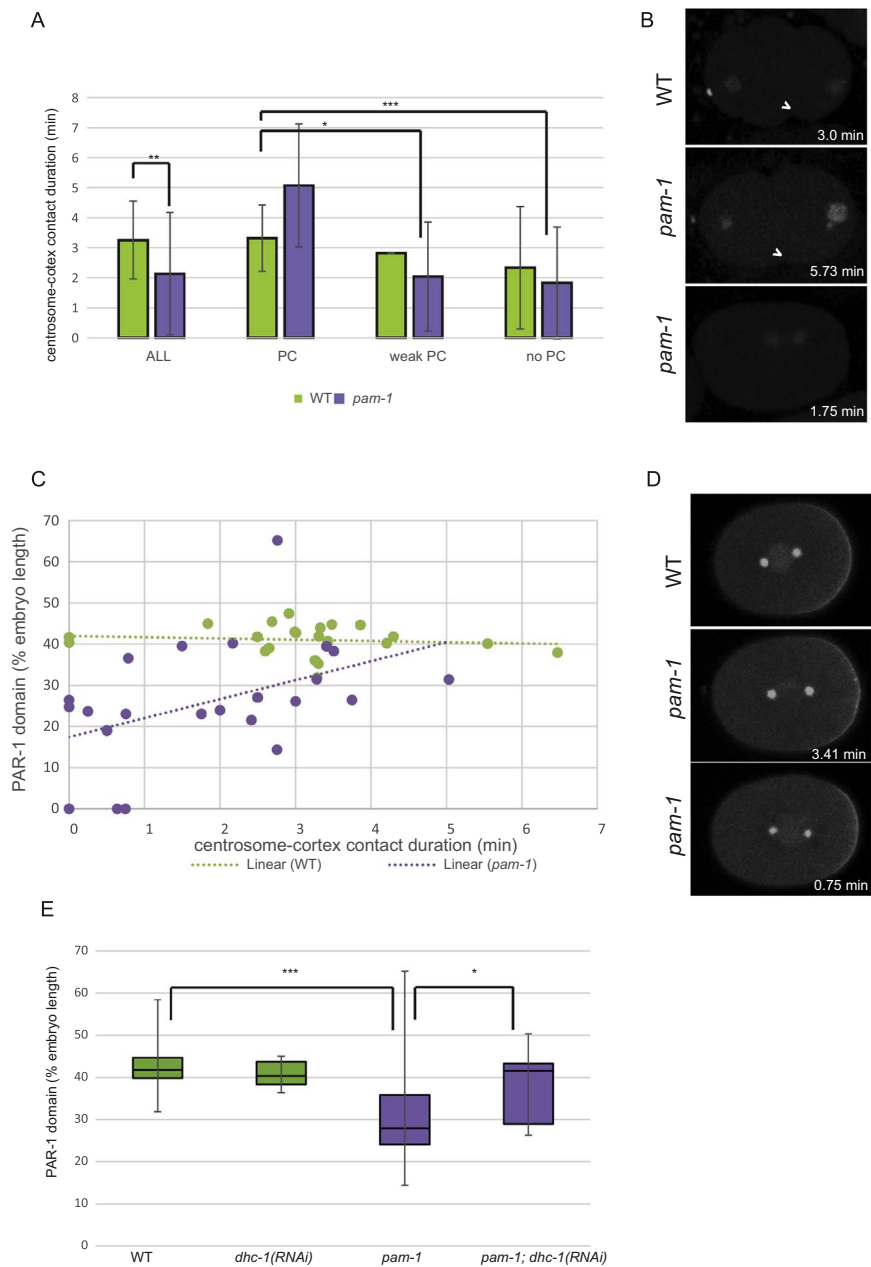 A
centrosome-cotex contact duration (min)
8
7
6
5
4
3
2
1
0
**
***
*
ALL
PC
weak PC
no PC
WT
pam-1
B
WT
3.0 min
pam-1
5.73 min
pam-1
1.75 min
C
PAR-1 domain (% embryo length)
70
60
50
40
30
20
10
0
0 1 2 3 4 5 6 7
centrosome-cortex contact duration (min)
Linear (WT)
Linear (pam-1)
D
WT
pam-1
3.41 min
pam-1
0.75 min
E
PAR-1 domain (% embryo length)
70
60
50
40
30
20
10
0
***
*
WT
dhc-1(RNAi)
pam-1
pam-1; dhc-1(RNAi)